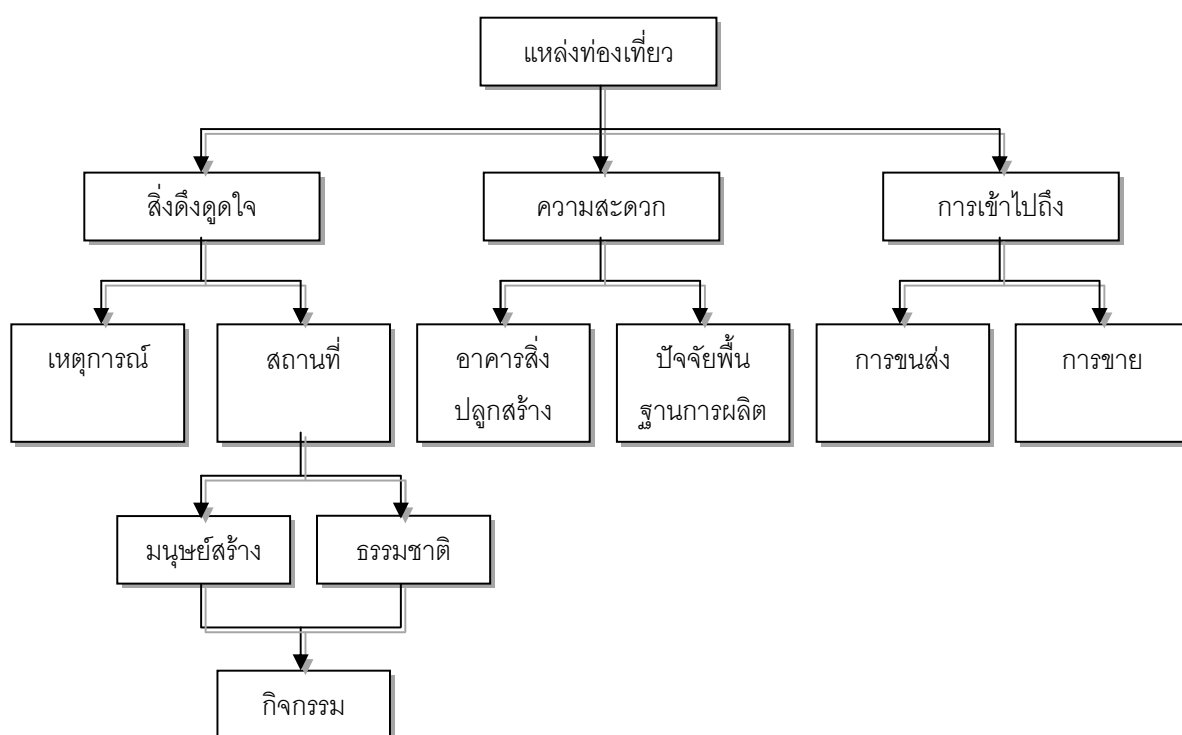 แหล่งท่องเที่ยว
สิ่งดึงดูดใจ
ความสะดวก
การเข้าไปถึง
เหตุการณ์
สถานที่
อาคารสิ่ง
ปลูกสร้าง
ปัจจัยพื้น
ฐานการผลิต
การขนส่ง
การขาย
มนุษย์สร้าง
ธรรมชาติ
กิจกรรม